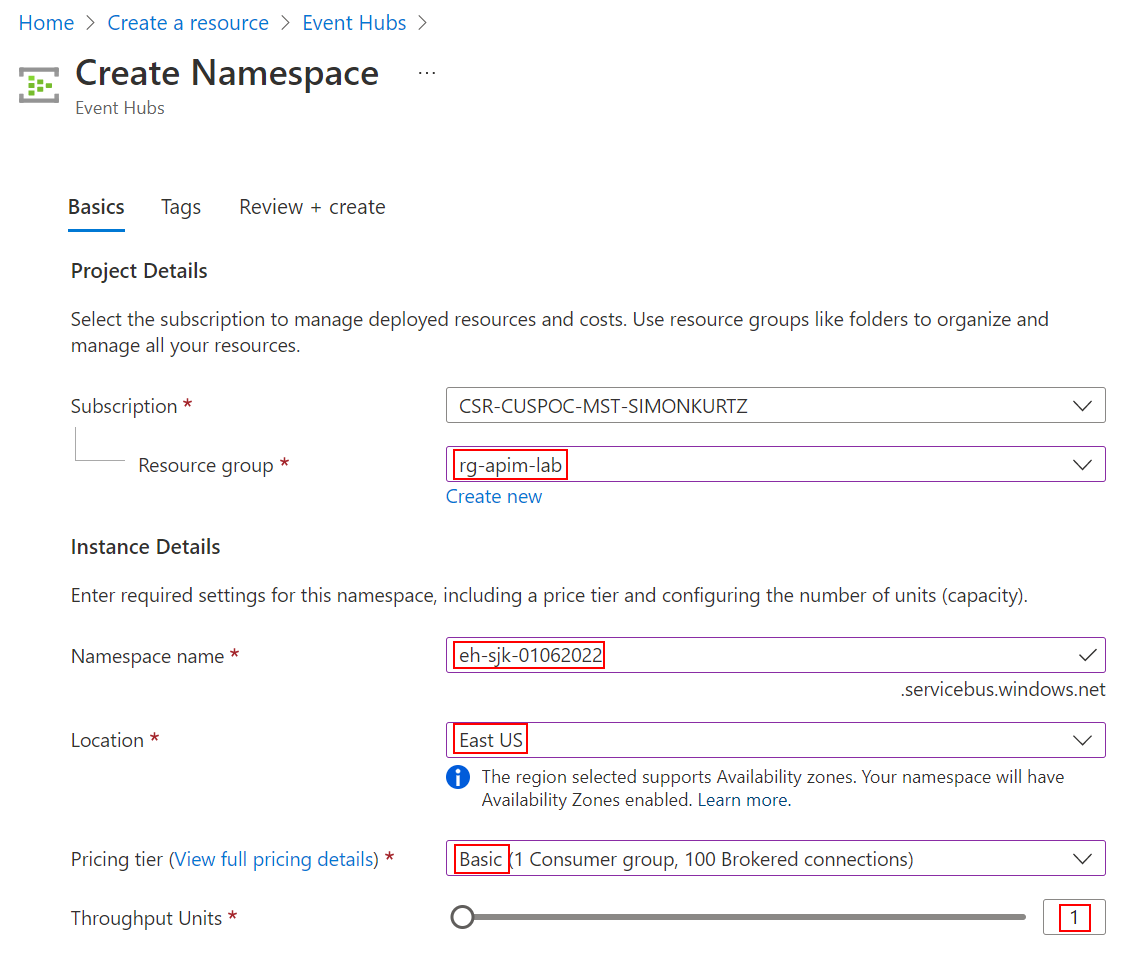 Home > Create a resource > Event Hubs >
Create Namespace ...
Event Hubs
Basics Tags Review + create
Project Details
Select the subscription to manage deployed resources and costs. Use resource groups like folders to organize and
manage all your resources.
Subscription * CSR-CUSPOC-MST-SIMONKURTZ
Resource group * rg-apim-lab
Create new
Instance Details
Enter required settings for this namespace, including a price tier and configuring the number of units (capacity).
Namespace name * eh-sjk-01062022
.servicebus.windows.net
Location * East US
The region selected supports Availability zones. Your namespace will have
Availability Zones enabled. Learn more.
Pricing tier (View full pricing details) * Basic (1 Consumer group, 100 Brokered connections)
Throughput Units * 1